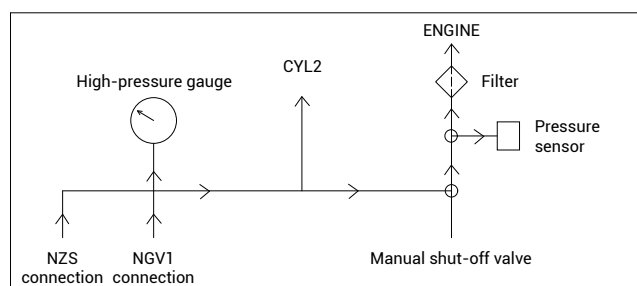 ENGINE
CYL2
High-pressure gauge
Filter
Pressure
sensor
NZS
connection
NGV1
connection
Manual shut-off valve